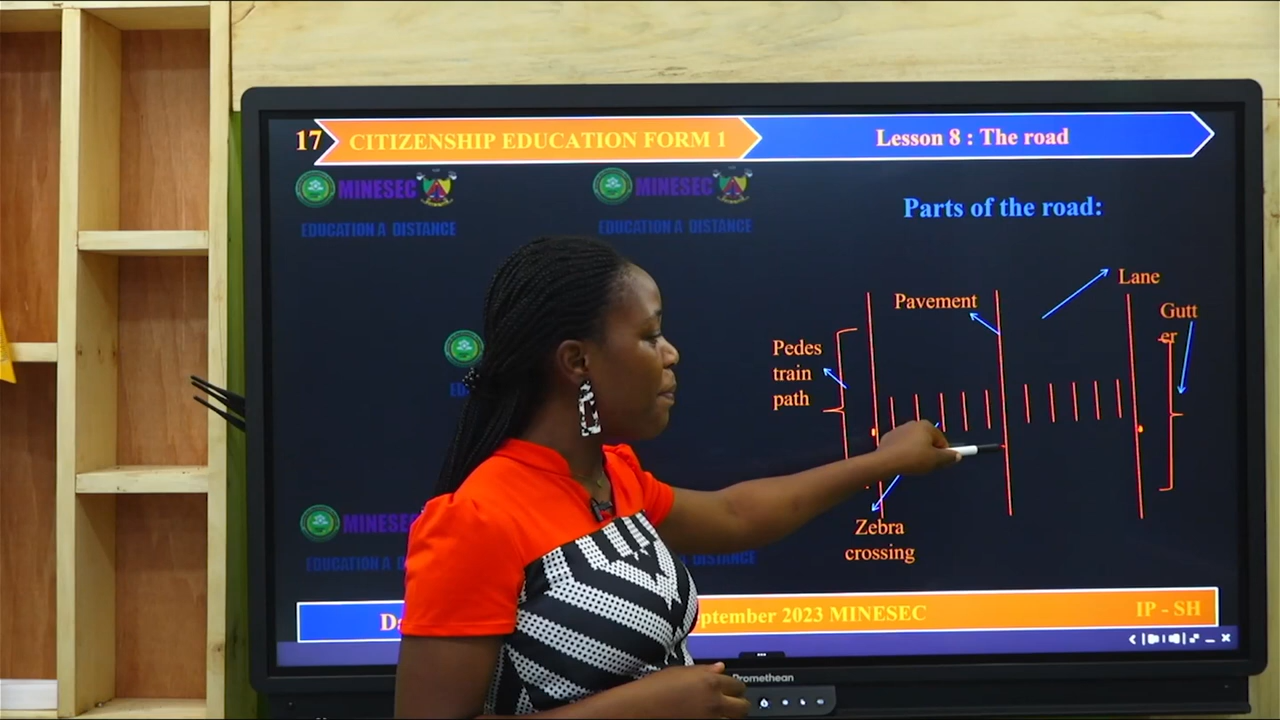 17
CITIZENSHIP EDUCATION FORM 1
Lesson 8 : The road
MINESEC
MINESEC
EDUCATION A DISTANCE
EDUCATION A DISTANCE
Parts of the road:
Lane
Pavement
Gutt
er
Pedes
train
path
MINESEC
Zebra
crossing
EDUCATION A DISTANCE
2023 MINESEC
IP - SH
Promethean